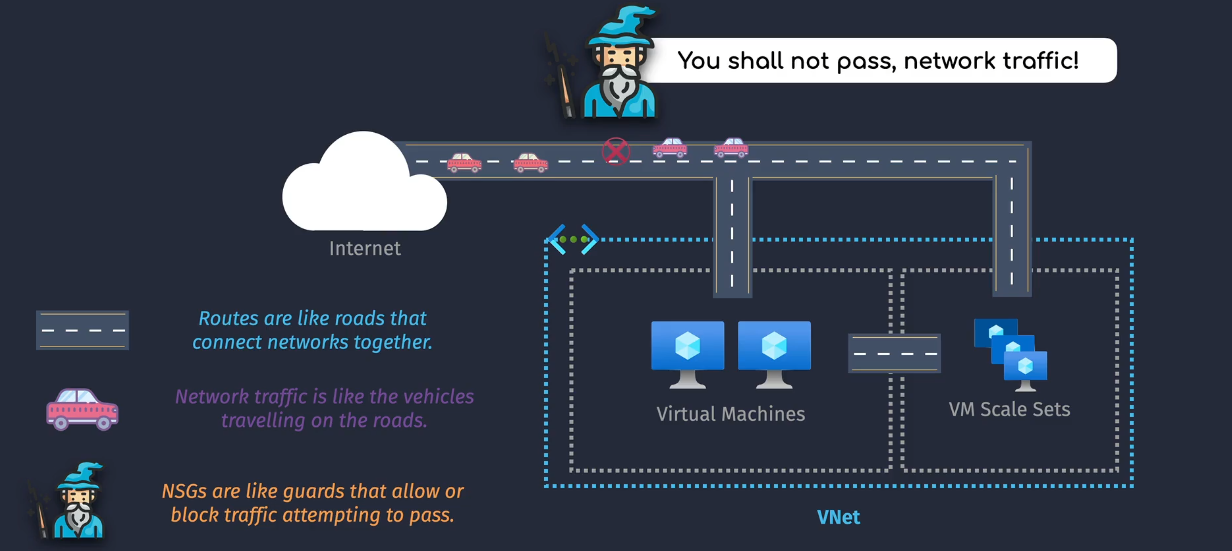 You shall not pass, network traffic!
Internet
Routes are like roads that
connect networks together.
Network traffic is like the vehicles
travelling on the roads.
NSGs are like guards that allow or
block traffic attempting to pass.
Virtual Machines
VM Scale Sets
VNet